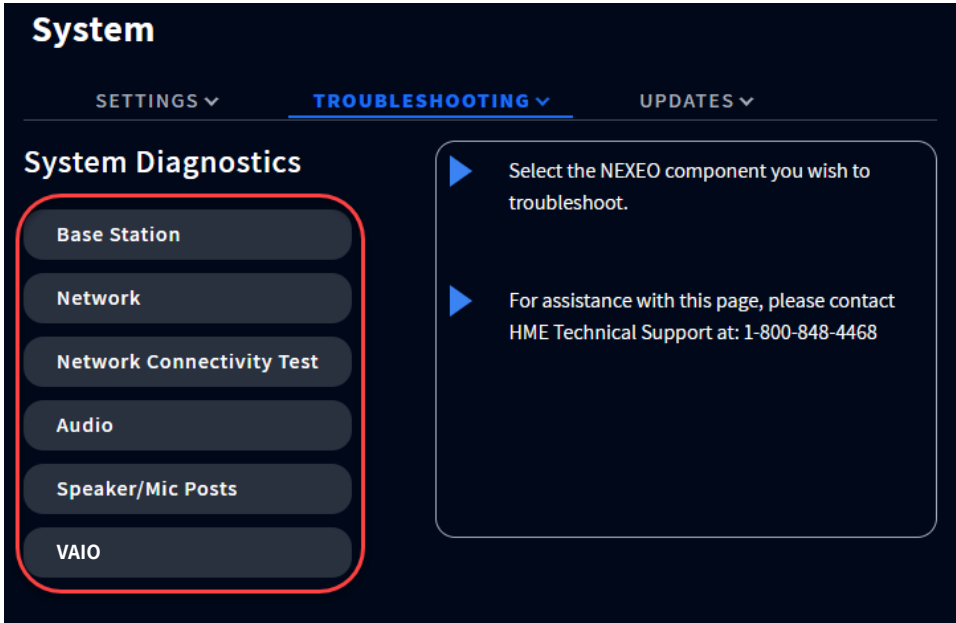 System
SETTINGS
TROUBLESHOOTING
UPDATES
System Diagnostics
Base Station
Network
Network Connectivity Test
Audio
Speaker/Mic Posts
VAIO
Select the NEXEO component you wish to
troubleshoot.
For assistance with this page, please contact
HME Technical Support at: 1-800-848-4468